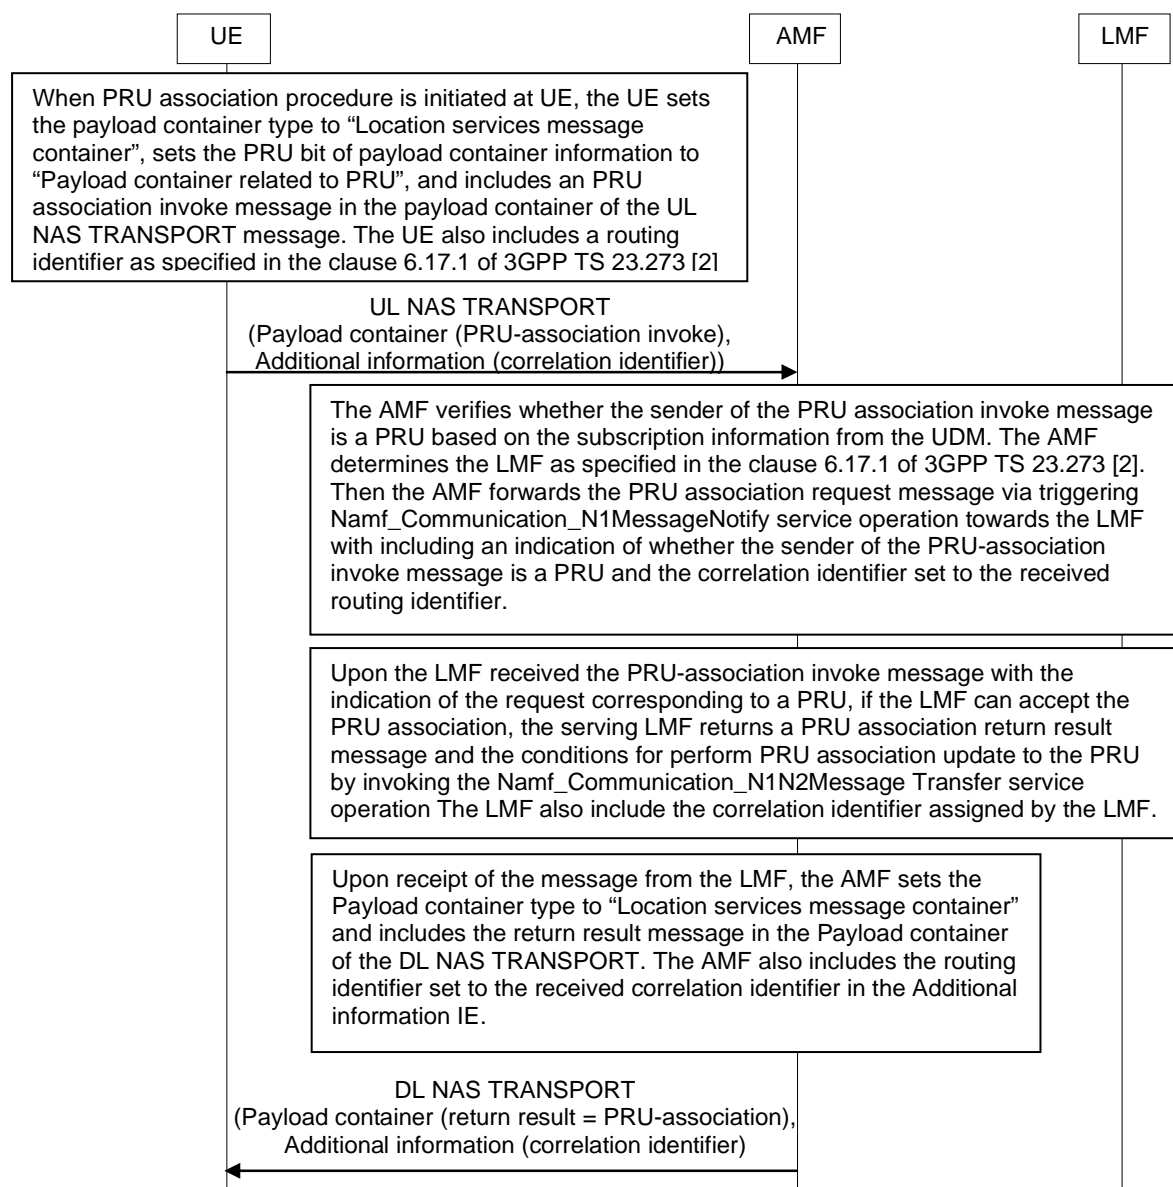 UE
AMF
LMF
When PRU association procedure is initiated at UE, the UE sets
the payload container type to “Location services message
container”, sets the PRU bit of payload container information to
“Payload container related to PRU”, and includes an PRU
association invoke message in the payload container of the UL
NAS TRANSPORT message. The UE also includes a routing
identifier as specified in the clause 6.17.1 of 3GPP TS 23.273 [2]
UL NAS TRANSPORT
(Payload container (PRU-association invoke),
Additional information (correlation identifier))
The AMF verifies whether the sender of the PRU association invoke message
is a PRU based on the subscription information from the UDM. The AMF
determines the LMF as specified in the clause 6.17.1 of 3GPP TS 23.273 [2].
Then the AMF forwards the PRU association request message via triggering
Namf_Communication_N1MessageNotify service operation towards the LMF
with including an indication of whether the sender of the PRU-association
invoke message is a PRU and the correlation identifier set to the received
routing identifier.
Upon the LMF received the PRU-association invoke message with the
indication of the request corresponding to a PRU, if the LMF can accept the
PRU association, the serving LMF returns a PRU association return result
message and the conditions for perform PRU association update to the PRU
by invoking the Namf_Communication_N1N2Message Transfer service
operation The LMF also include the correlation identifier assigned by the LMF.
Upon receipt of the message from the LMF, the AMF sets the
Payload container type to “Location services message container”
and includes the return result message in the Payload container
of the DL NAS TRANSPORT. The AMF also includes the routing
identifier set to the received correlation identifier in the Additional
information IE.
DL NAS TRANSPORT
(Payload container (return result = PRU-association),
Additional information (correlation identifier)